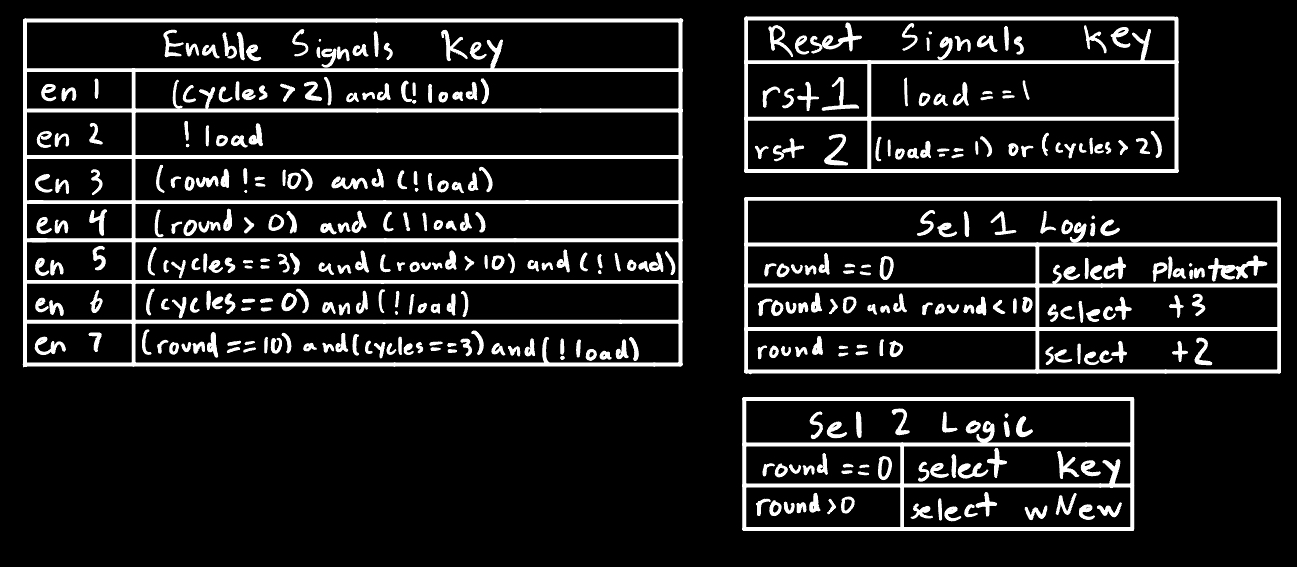 Enable Signals Key
en 1 (cycles > 2) and (! load)
en 2 ! load
en 3 (round != 10) and (!load)
en 4 (round > 0) and (! load)
en 5 (cycles == 3) and (round > 10) and (! load)
en 6 (cycles == 0) and (! load)
en 7 (round == 10) and (cycles == 3) and (! load)
Reset Signals Key
rst 1 load == 1
rst 2 (load == 1) or (cycles > 2)
Sel 1 Logic
round == 0 select Plaintext
round > 0 and round < 10 select t3
round == 10 select t2
Sel 2 Logic
round == 0 select key
round > 0 select wNew